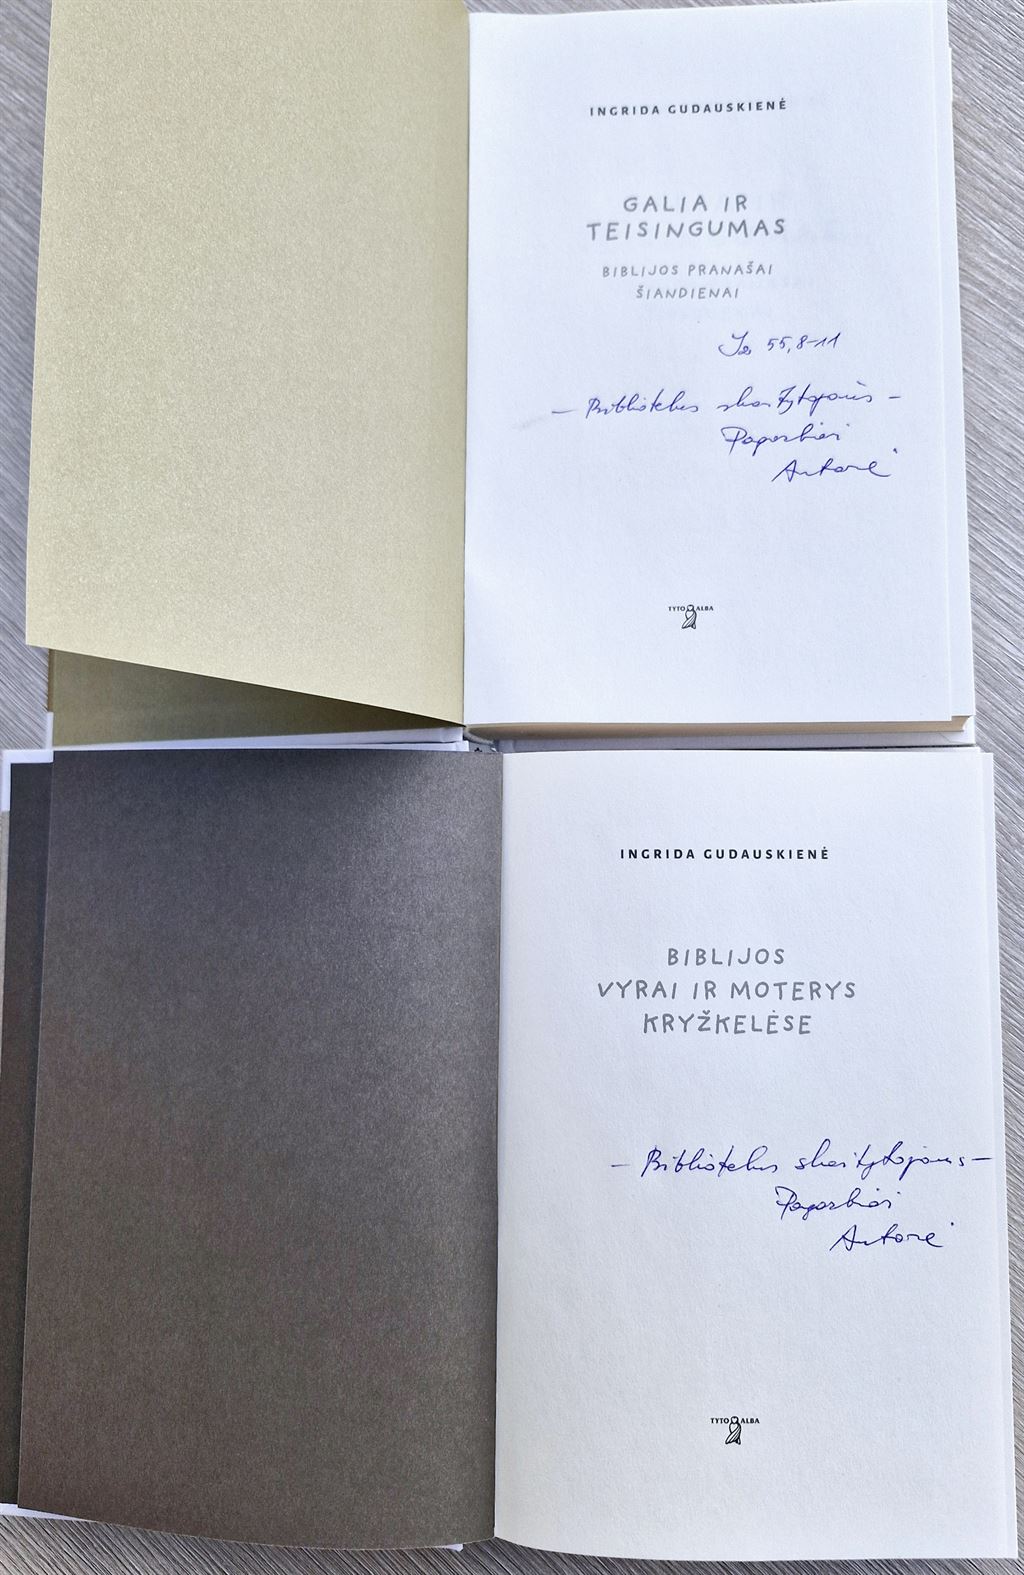 INGRIDA GUDAUSKIENĖ
GALIA IR
TEISINGUMAS
BIBLIJOS PRANAŠAI
ŠIANDIENAI
Iz 55, 8-11
– Bibliotekos skaitytojams –
Pagarbiai
Autorė
TYTO ALBA
INGRIDA GUDAUSKIENĖ
BIBLIJOS
VYRAI IR MOTERYS
KRYŽKELĖSE
– Bibliotekos skaitytojams –
Pagarbiai
Autorė
TYTO ALBA